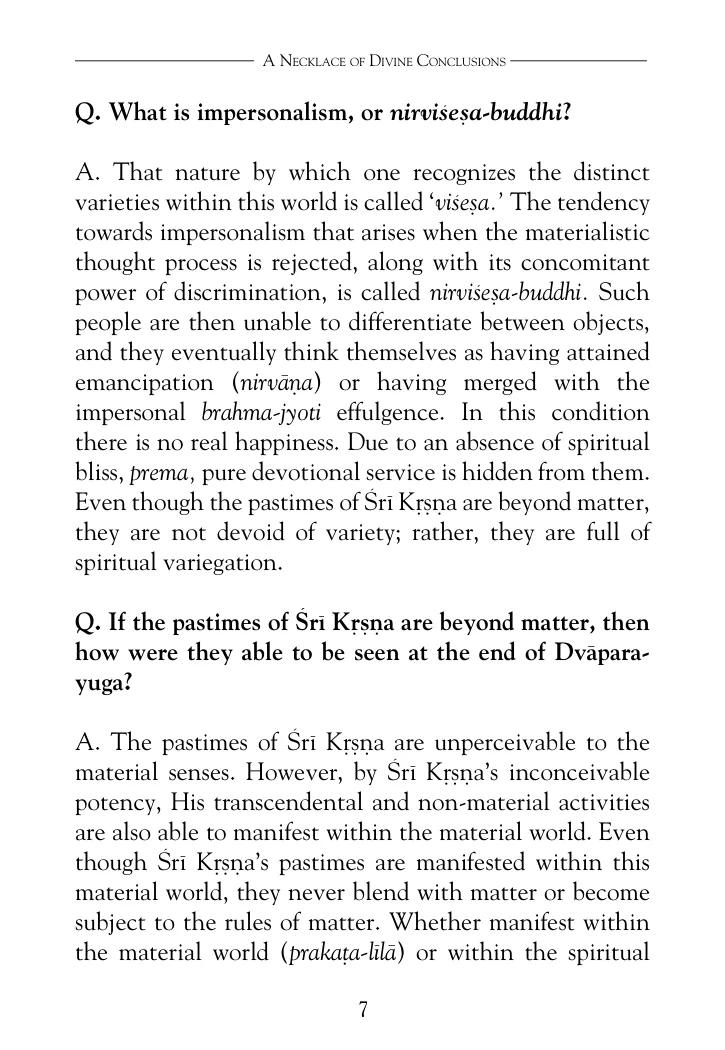 A Necklace of Divine Conclusions
Q. What is impersonalism, or nirviśeṣa-buddhi?
A. That nature by which one recognizes the distinct
varieties within this world is called ‘viśeṣa.’ The tendency
towards impersonalism that arises when the materialistic
thought process is rejected, along with its concomitant
power of discrimination, is called nirviśeṣa-buddhi. Such
people are then unable to differentiate between objects,
and they eventually think themselves as having attained
emancipation (nirvāṇa) or having merged with the
impersonal brahma-jyoti effulgence. In this condition
there is no real happiness. Due to an absence of spiritual
bliss, prema, pure devotional service is hidden from them.
Even though the pastimes of Śrī Kṛṣṇa are beyond matter,
they are not devoid of variety; rather, they are full of
spiritual variegation.
Q. If the pastimes of Śrī Kṛṣṇa are beyond matter, then
how were they able to be seen at the end of Dvāpara-
yuga?
A. The pastimes of Śrī Kṛṣṇa are unperceivable to the
material senses. However, by Śrī Kṛṣṇa’s inconceivable
potency, His transcendental and non-material activities
are also able to manifest within the material world. Even
though Śrī Kṛṣṇa’s pastimes are manifested within this
material world, they never blend with matter or become
subject to the rules of matter. Whether manifest within
the material world (prakaṭa-līlā) or within the spiritual
7